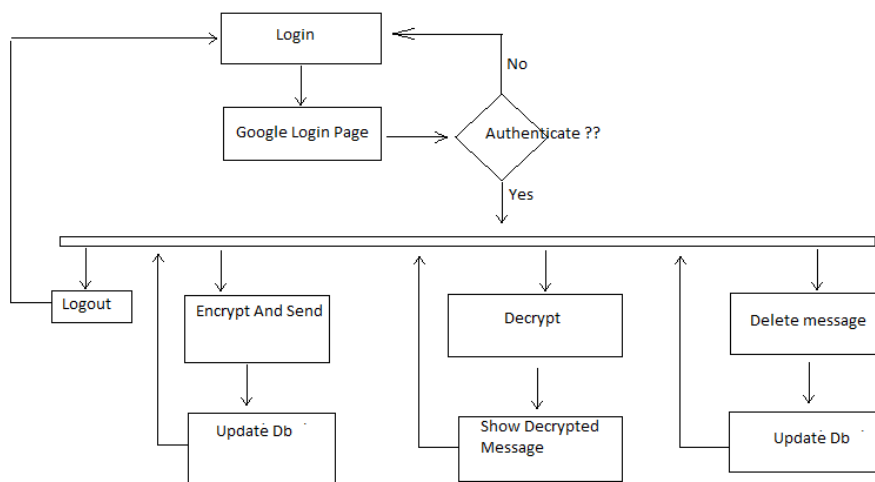 Login
No
Google Login Page
Authenticate ??
Yes
Logout
Encrypt And Send
Decrypt
Delete message
Update Db
Show Decrypted
Message
Update Db